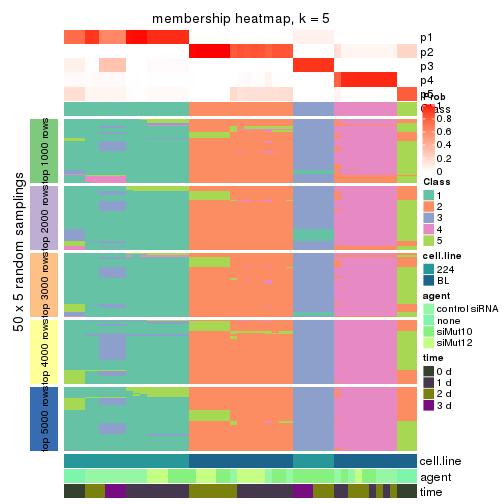 membership heatmap, k = 5
p1
p2
p3
p4
p5
50 x 5 random samplings
top 1000 rows
top 2000 rows
top 3000 rows
top 4000 rows
top 5000 rows
Prob
1
0.8
0.6
0.4
0.2
0
Class
Class
1
2
3
4
5
cell.line
224
BL
agent
control siRNA
none
siMut10
siMut12
time
0 d
1 d
2 d
3 d
cell.line
agent
time